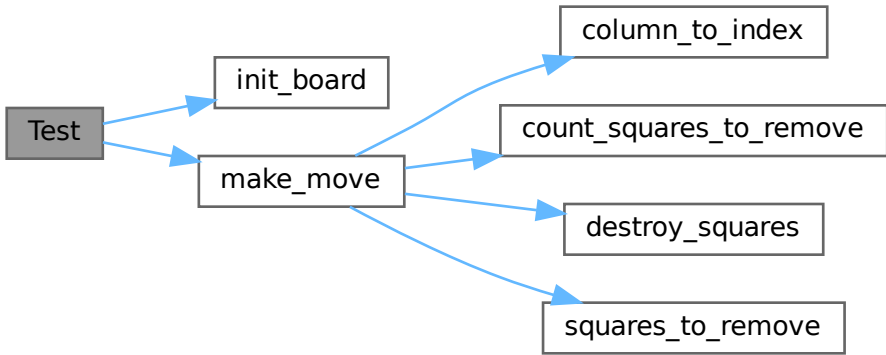 Test
init_board
make_move
column_to_index
count_squares_to_remove
destroy_squares
squares_to_remove